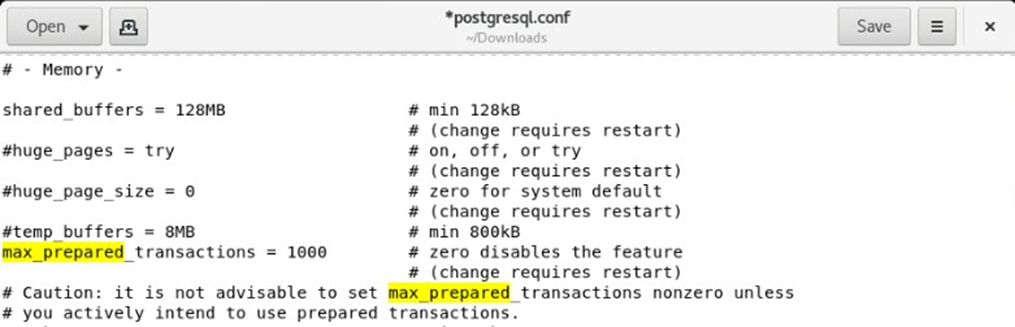 Open
*postgresql.conf
~/Downloads
Save
# - Memory -
shared_buffers = 128MB # min 128kB
# (change requires restart)
#huge_pages = try # on, off, or try
# (change requires restart)
#huge_page_size = 0 # zero for system default
# (change requires restart)
#temp_buffers = 8MB # min 800kB
max_prepared_transactions = 1000 # zero disables the feature
# (change requires restart)
# Caution: it is not advisable to set max_prepared_transactions nonzero unless
# you actively intend to use prepared transactions.